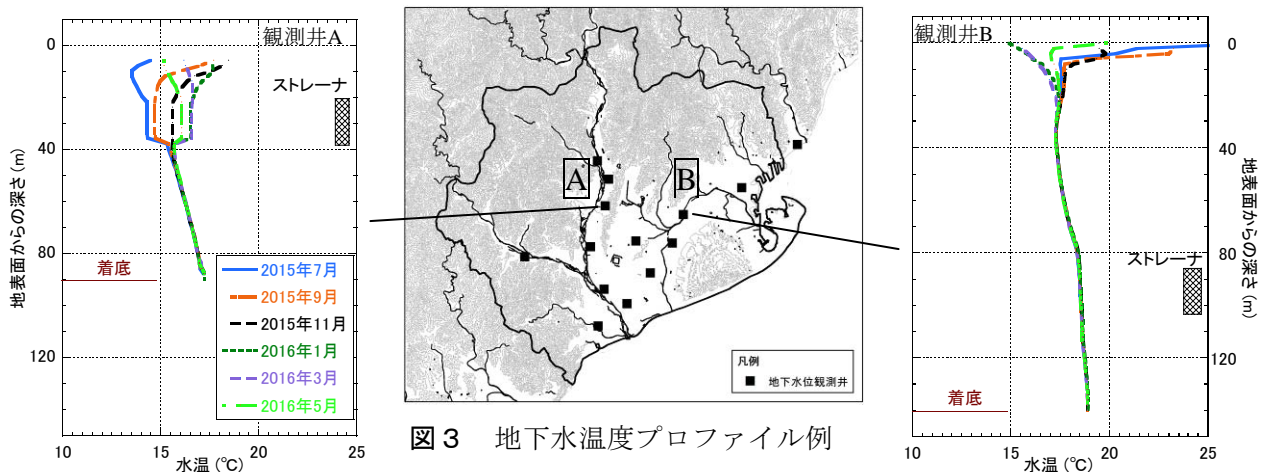 観測井A
0
40
80
120
地表面からの深さ (m)
ストレーナ
着底
2015年7月
2015年9月
2015年11月
2016年1月
2016年3月
2016年5月
10
15
20
25
水温 (℃)
A
B
凡例
地下水位観測井
図3 地下水温度プロファイル例
観測井B
0
40
80
120
地表面からの深さ (m)
ストレーナ
着底
10
15
20
25
水温 (℃)